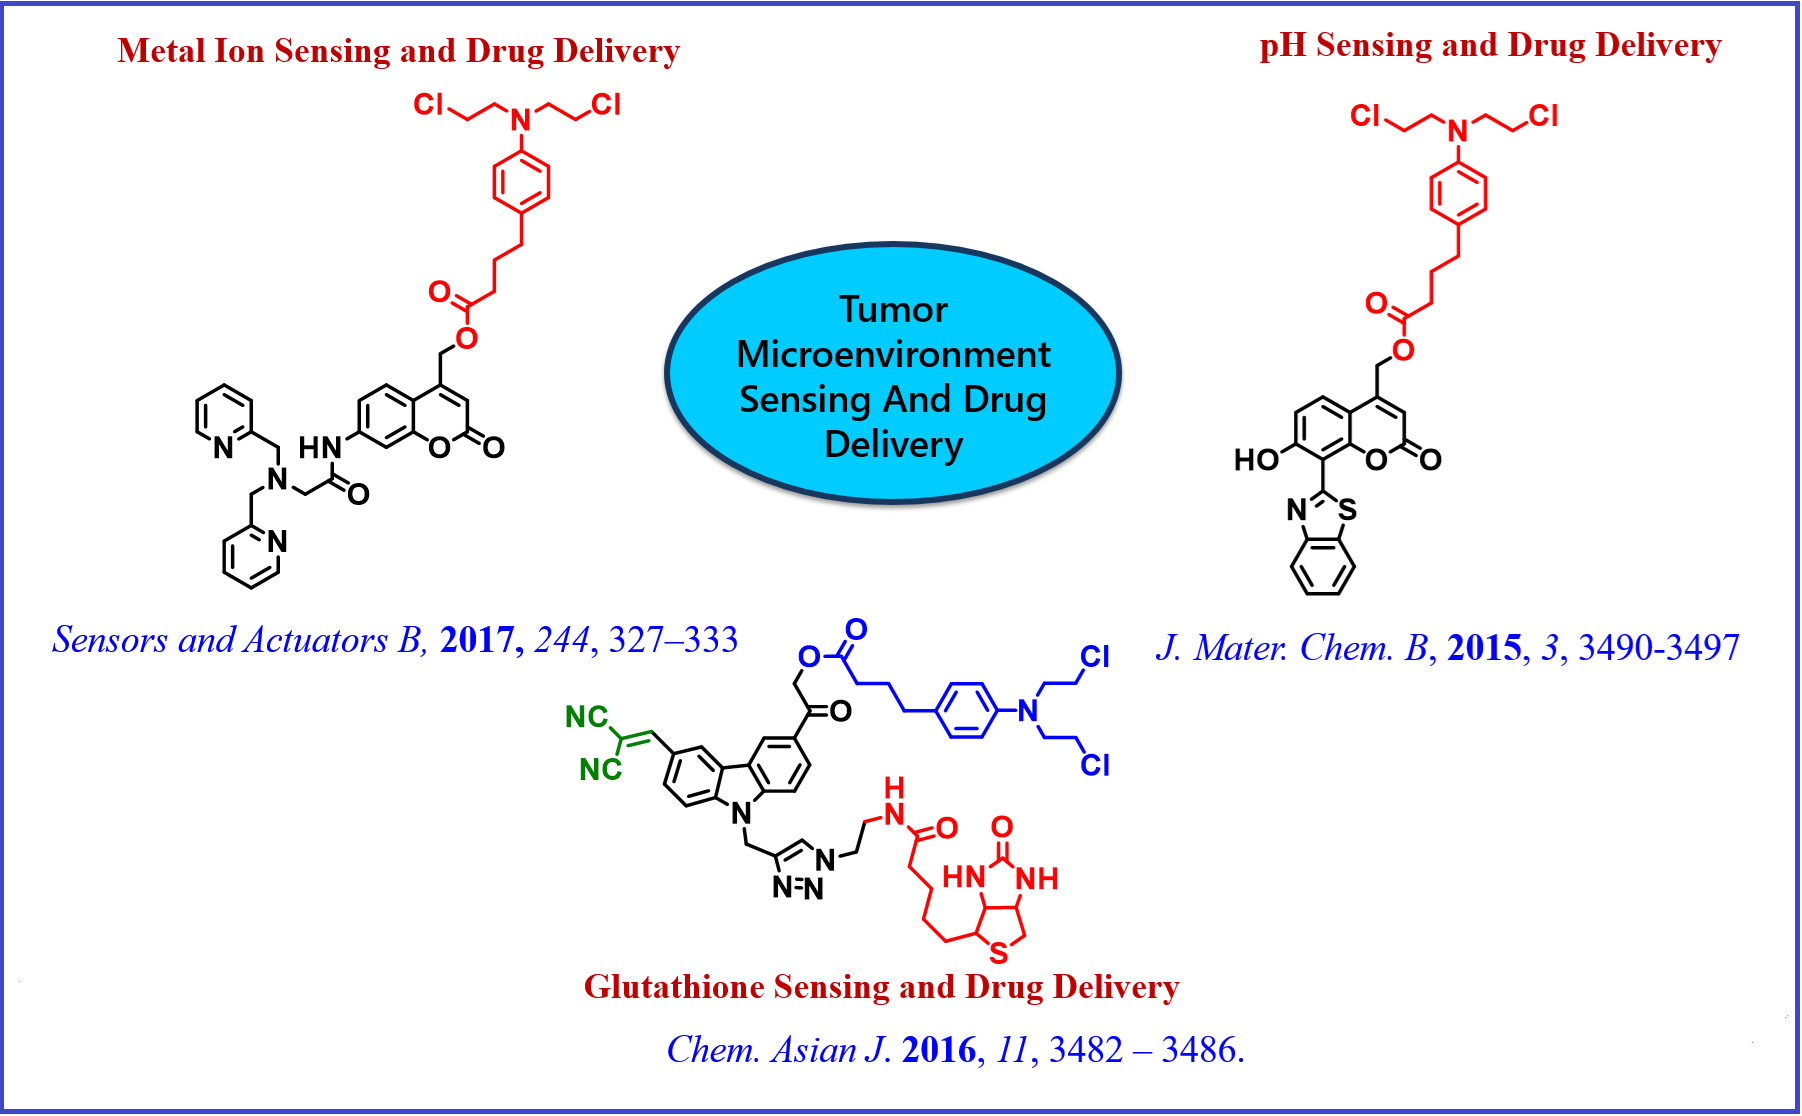 Metal Ion Sensing and Drug Delivery
pH Sensing and Drug Delivery
Cl N Cl
O
O
HN
O O
N
N
O
N
Cl N Cl
O
O
HO O O
N S
Tumor
Microenvironment
Sensing And Drug
Delivery
Sensors and Actuators B, 2017, 244, 327–333
J. Mater. Chem. B, 2015, 3, 3490-3497
O
O
Cl
NC
O
N
NC
Cl
H
N
N
O
O
N
N=N
HN NH
S
Glutathione Sensing and Drug Delivery
Chem. Asian J. 2016, 11, 3482 – 3486.